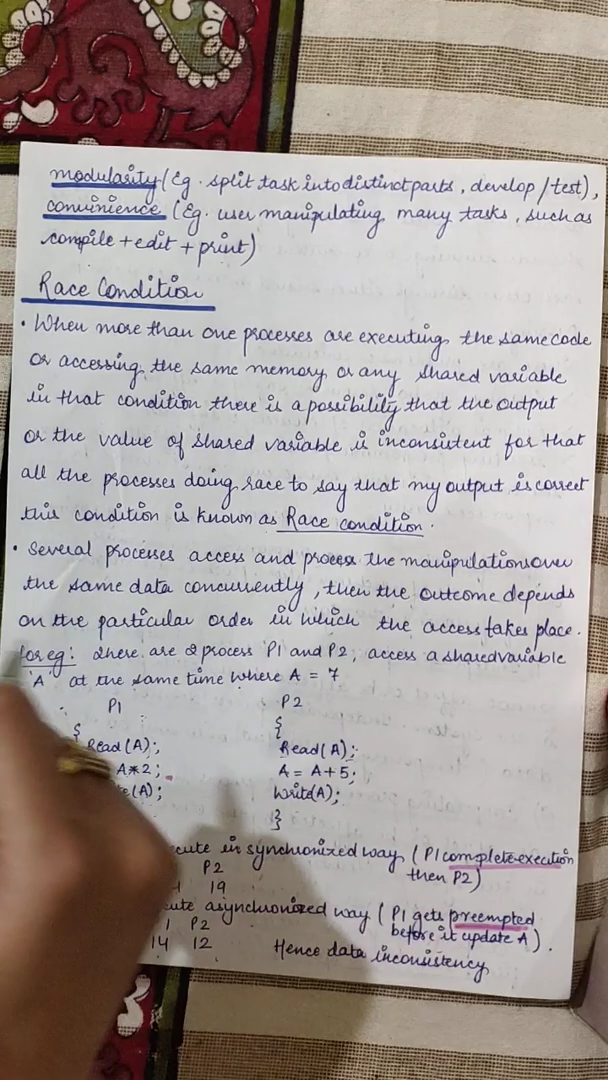 modularity (Eg. split task into distinct parts, develop/test),
convinience (Eg. user manipulating many tasks, such as
compile + edit + print)
Race Condition
• When more than one processes are executing the same code
or accessing the same memory or any shared variable
in that condition there is a possibility that the output
or the value of shared variable is inconsistent for that
all the processes doing race to say that my output is correct
this condition is known as Race condition.
• Several processes access and process the manipulations over
the same data concurrently, then the outcome depends
on the particular order in which the access takes place.
for eg: there are 2 process P1 and P2, access a shared variable
'A' at the same time where A = 7
P1 P2
{ {
Read(A); Read(A);
A*2; A = A+5;
(A); Write(A);
}
in synchronized way (P1 complete execution
then P2)
P2
19
asynchronized way (P1 gets preempted
before it update A).
P2
14 12 Hence data inconsistency